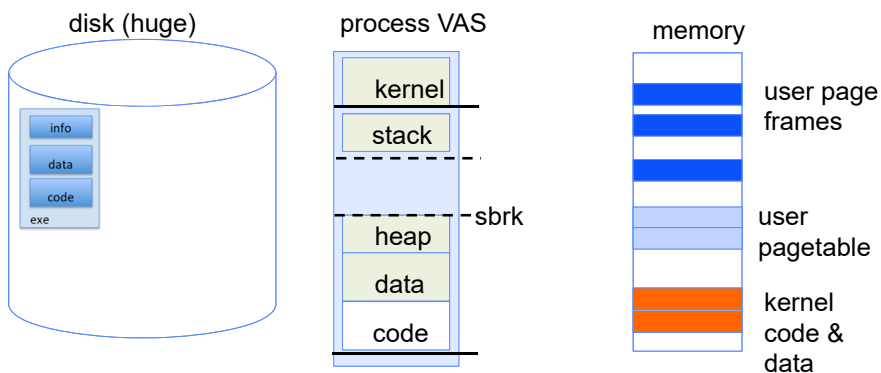 disk (huge)
info
data
code
exe
process VAS
kernel
stack
sbrk
heap
data
code
memory
user page
frames
user
pagetable
kernel
code &
data